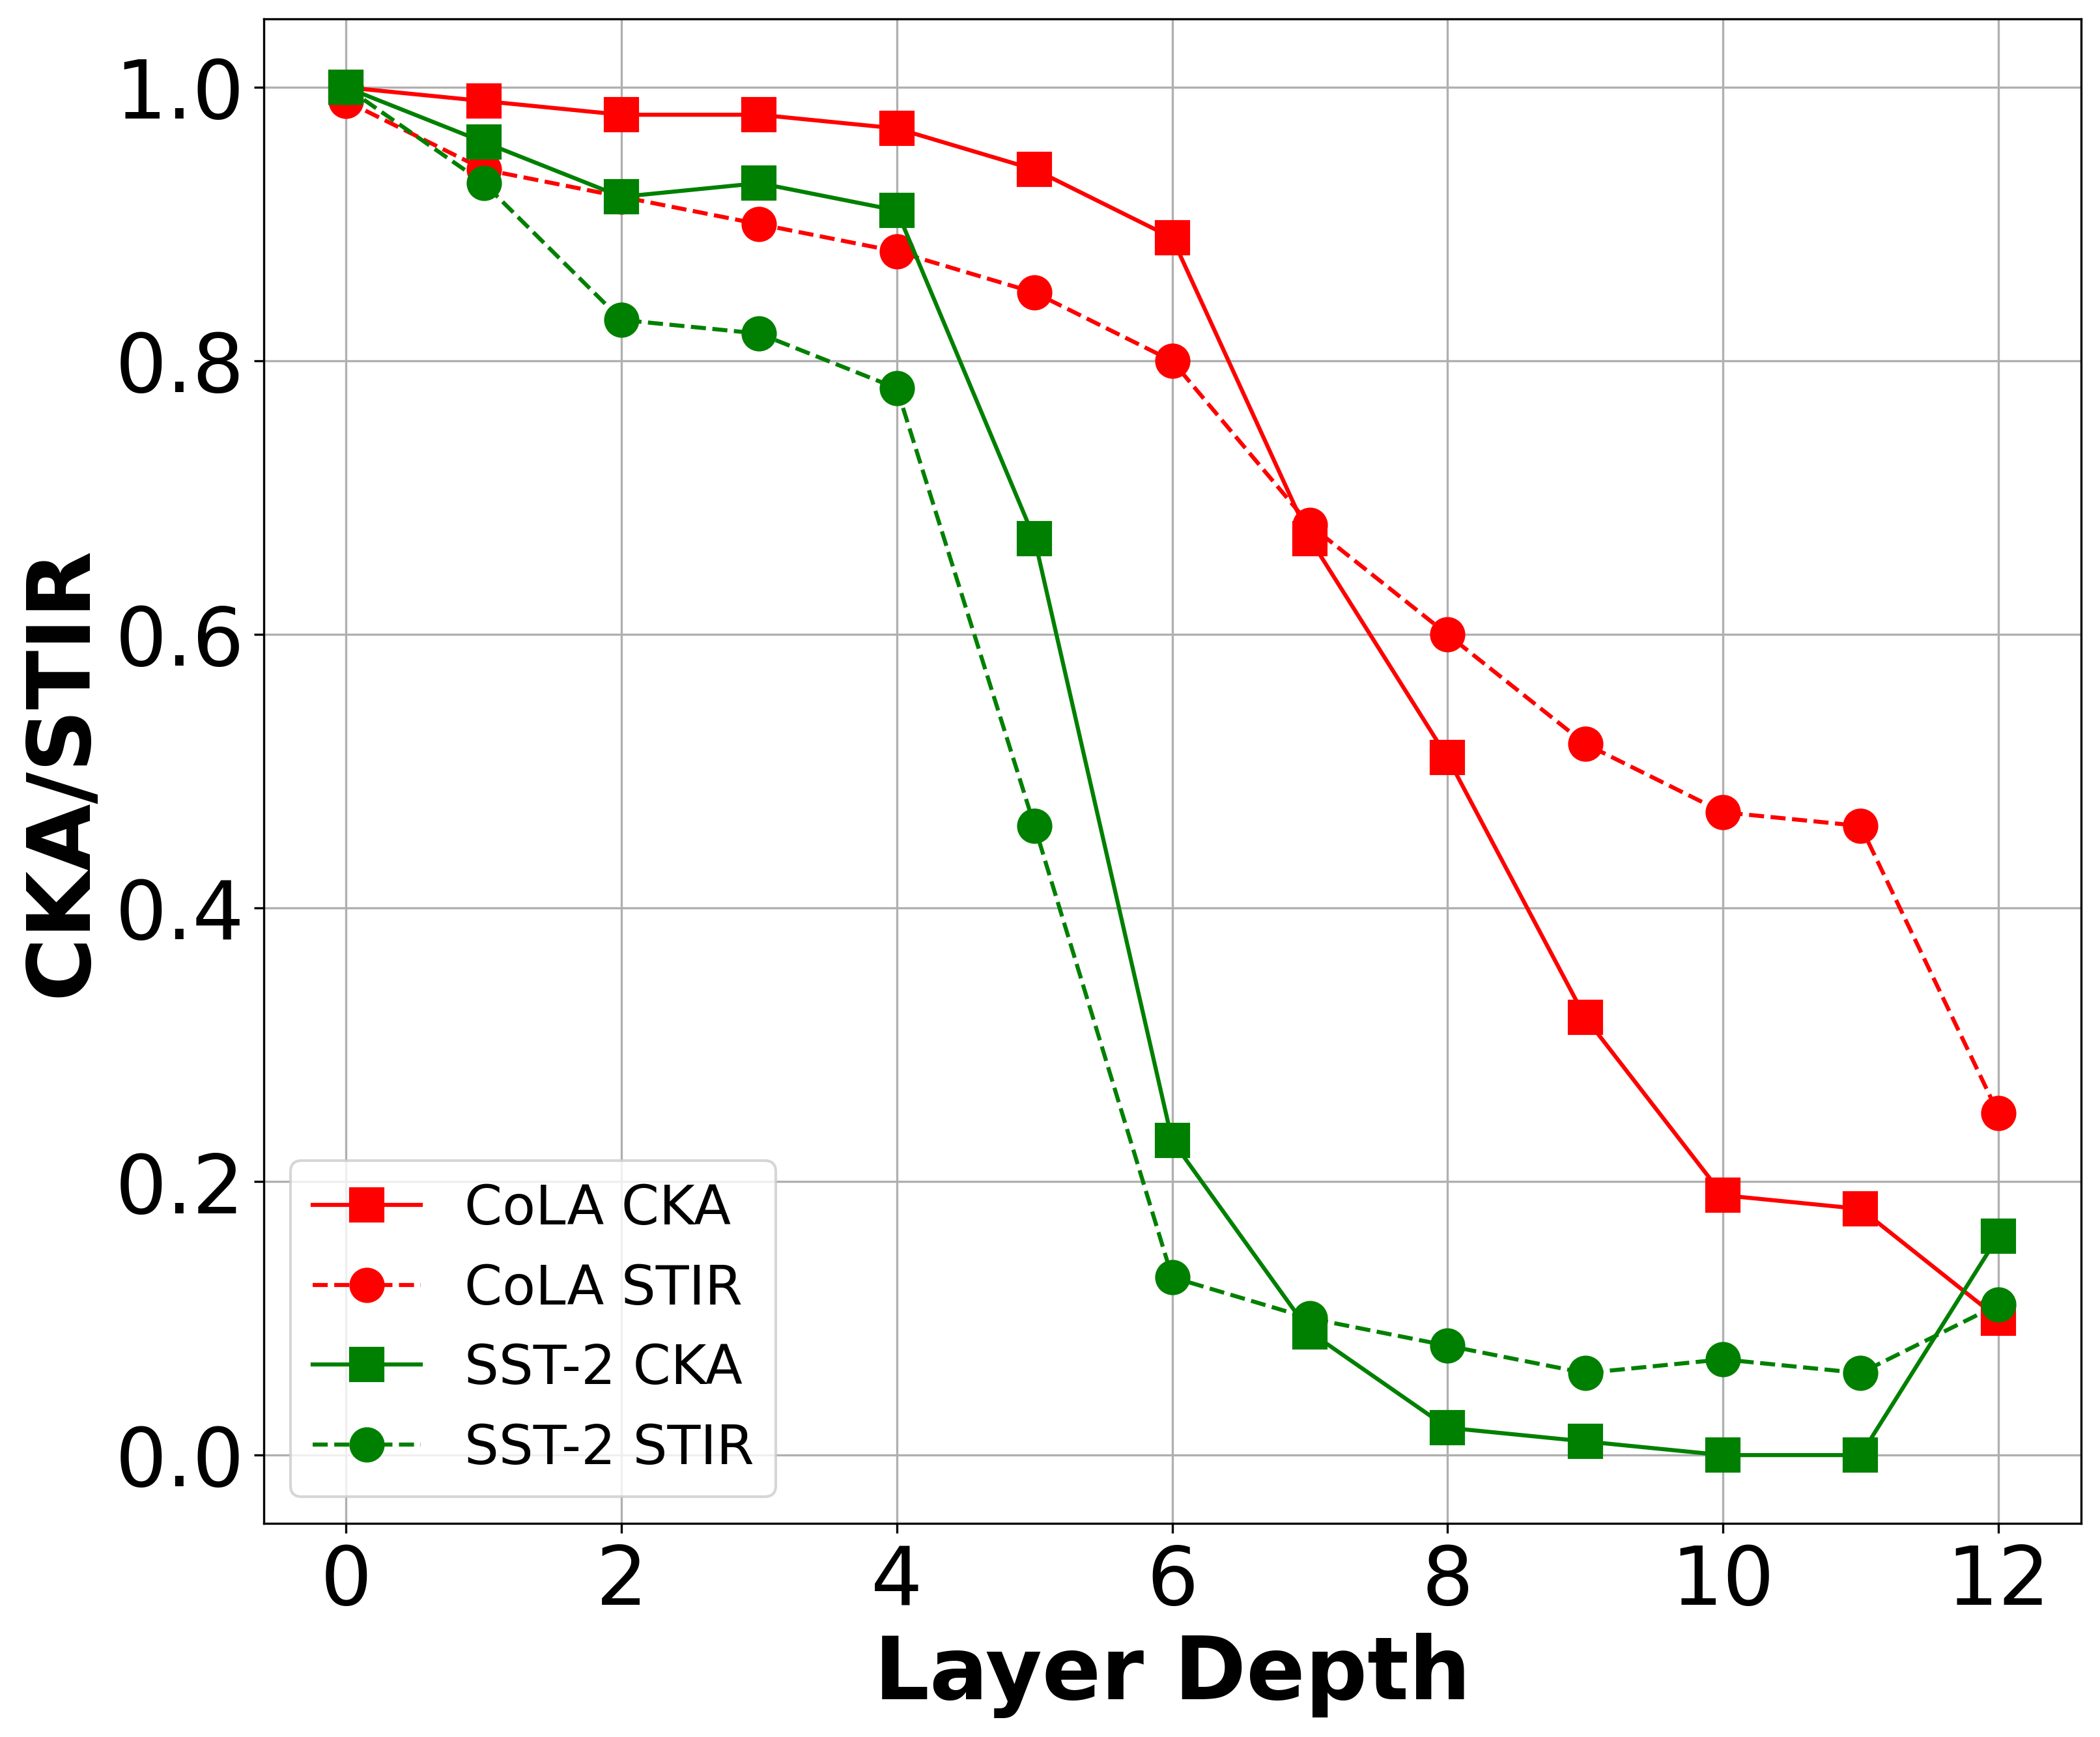 CKA/STIR
1.0
0.8
0.6
0.4
0.2
0.0
CoLA CKA
CoLA STIR
SST-2 CKA
SST-2 STIR
0 2 4 6 8 10 12
Layer Depth